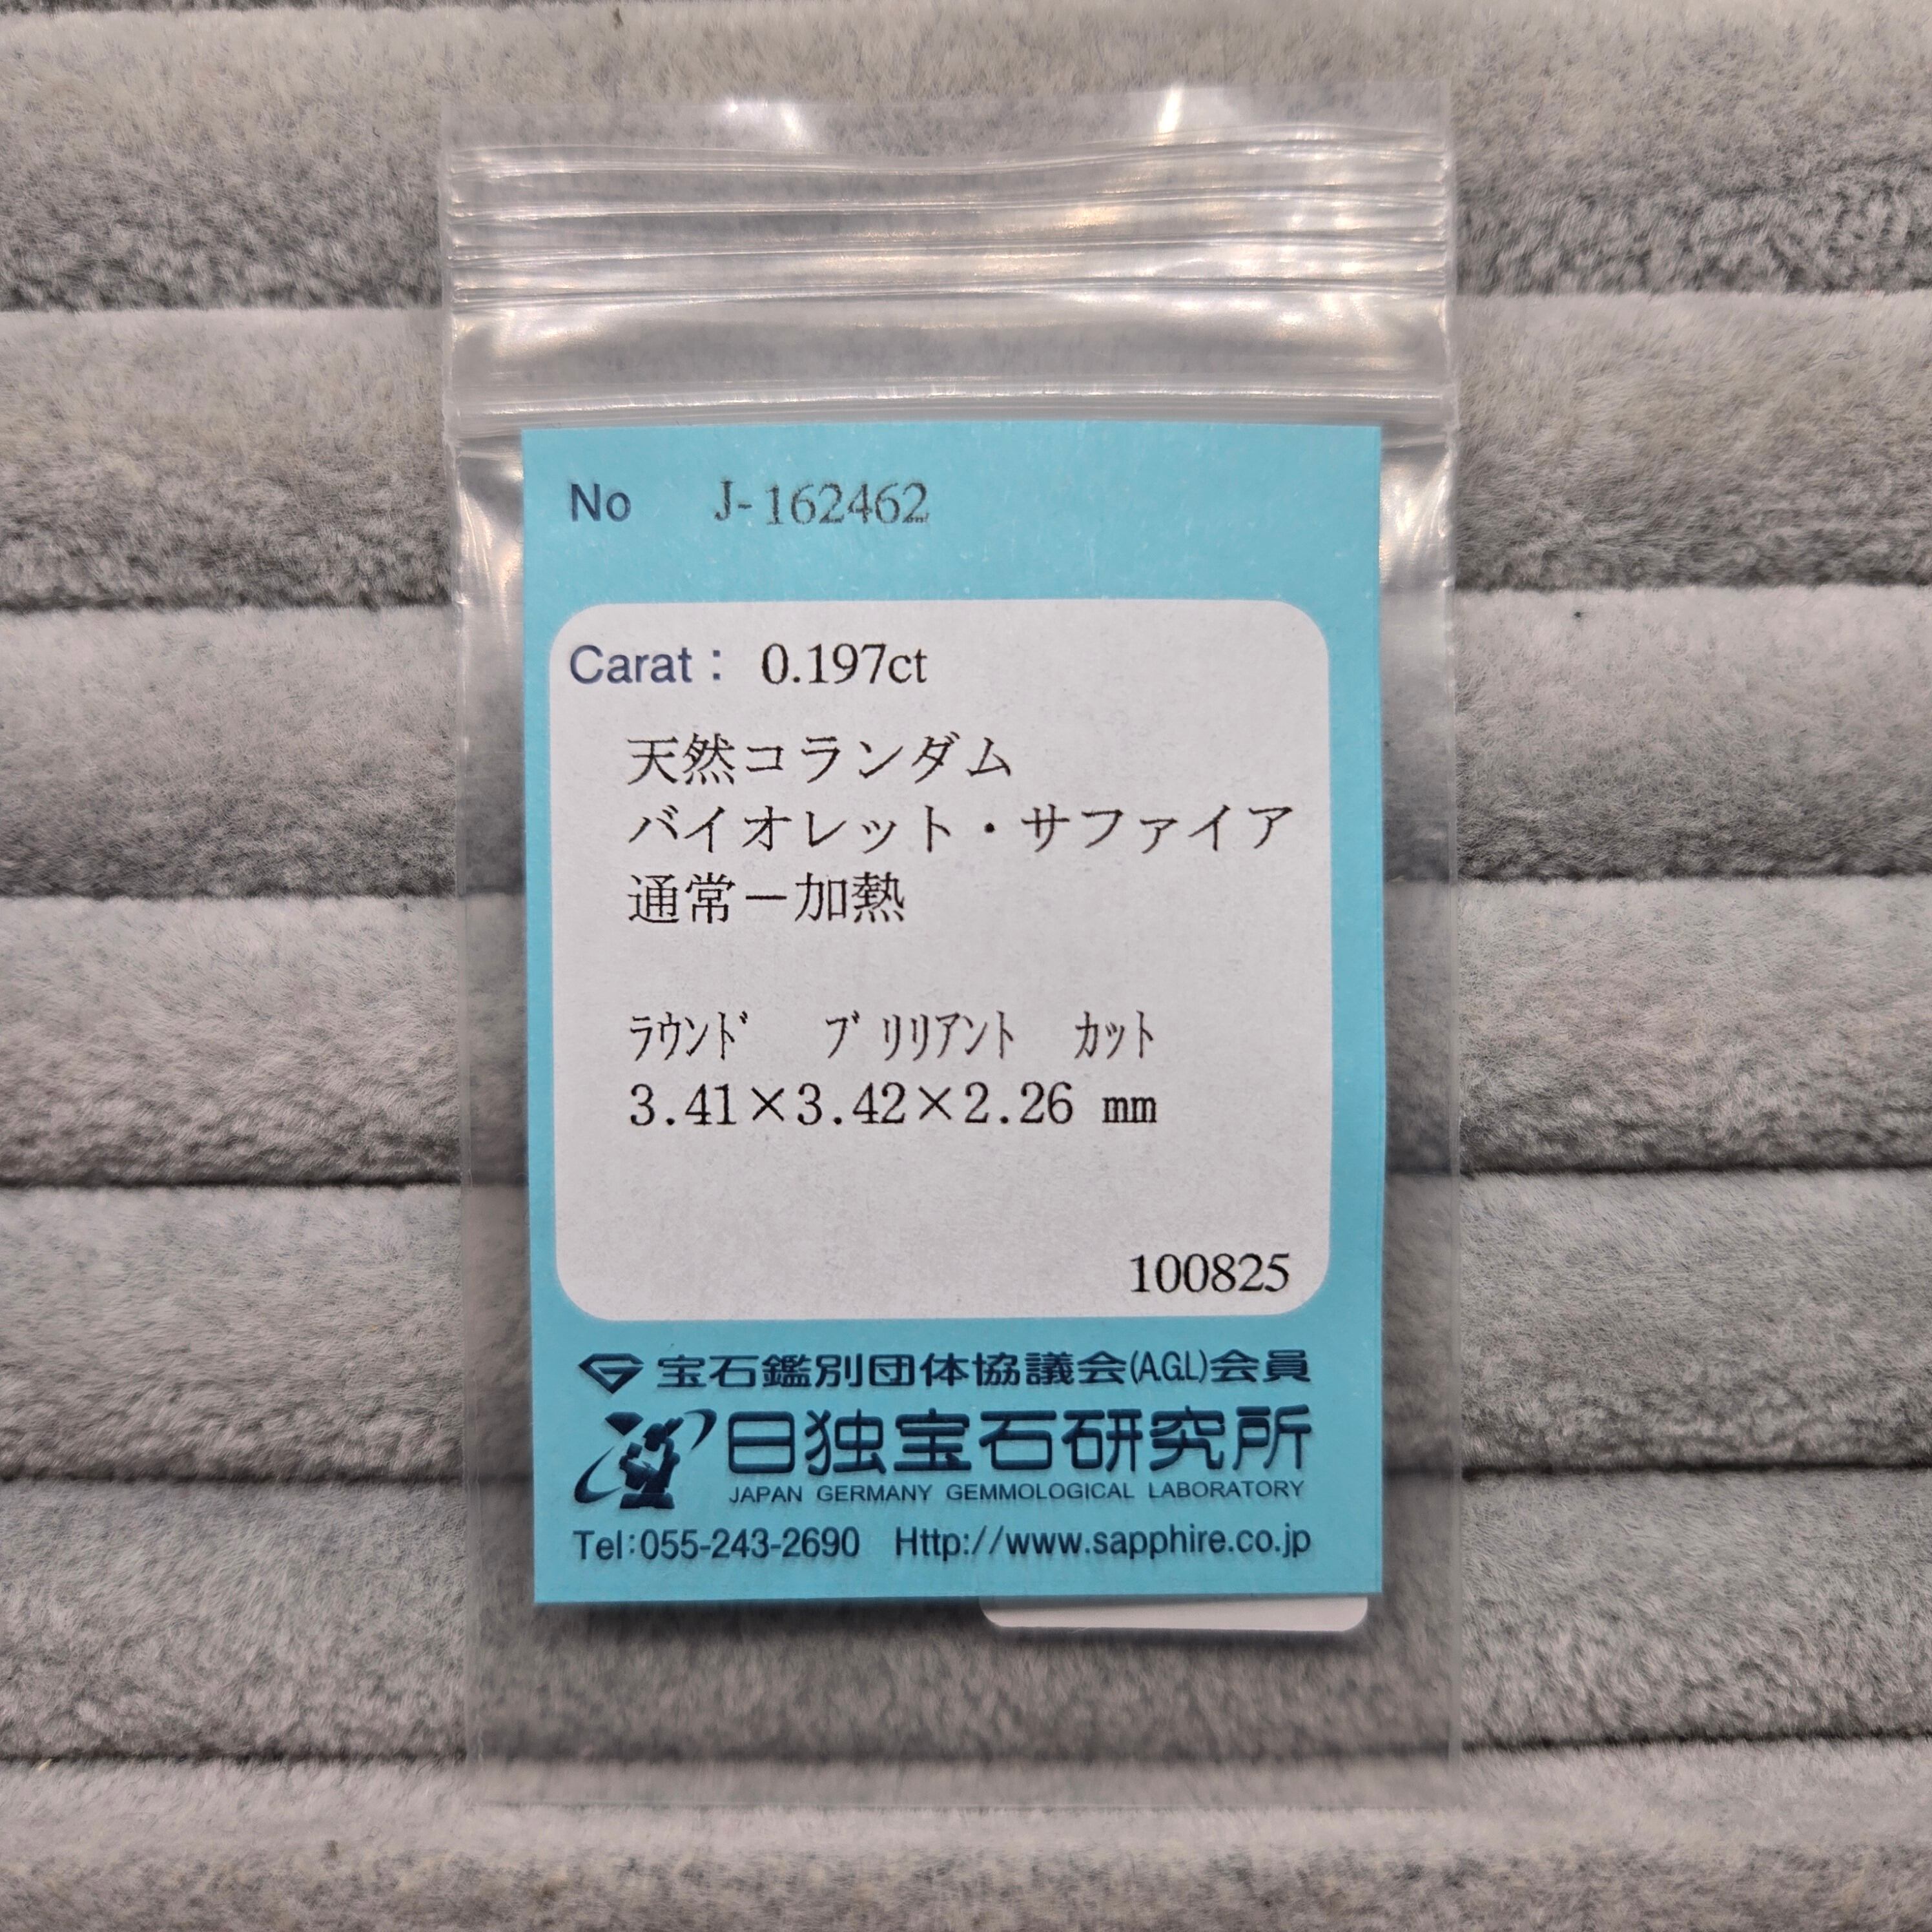 No J-162462
Carat : 0.197ct
天然コランダム
バイオレット・サファイア
通常－加熱
ﾗｳﾝﾄﾞ ﾌﾞﾘﾘｱﾝﾄ ｶｯﾄ
3.41×3.42×2.26 mm
100825
宝石鑑別団体協議会(AGL)会員
日独宝石研究所
JAPAN GERMANY GEMMOLOGICAL LABORATORY
Tel:055-243-2690 Http://www.sapphire.co.jp